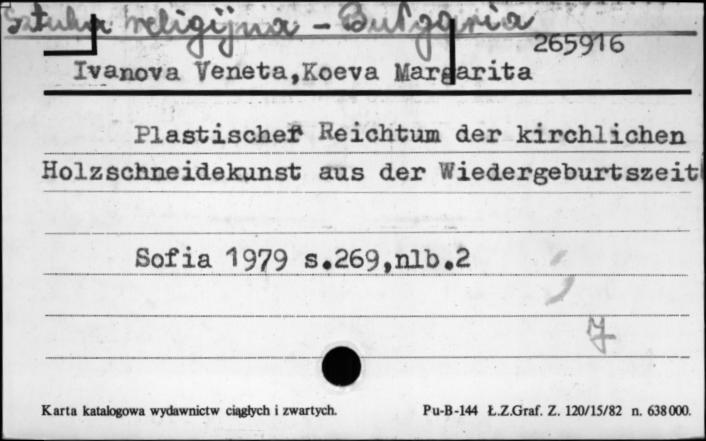 Sztuka religijna - Bułgaria
265916
Ivanova Veneta,Koeva Margarita
Plastischer Reichtum der kirchlichen
Holzschneidekunst aus der Wiedergeburtszeit
Sofia 1979 s.269,nlb.2
Karta katalogowa wydawnictw ciągłych i zwartych. Pu-B-144 Ł.Z.Graf. Z. 120/15/82 n. 638000.